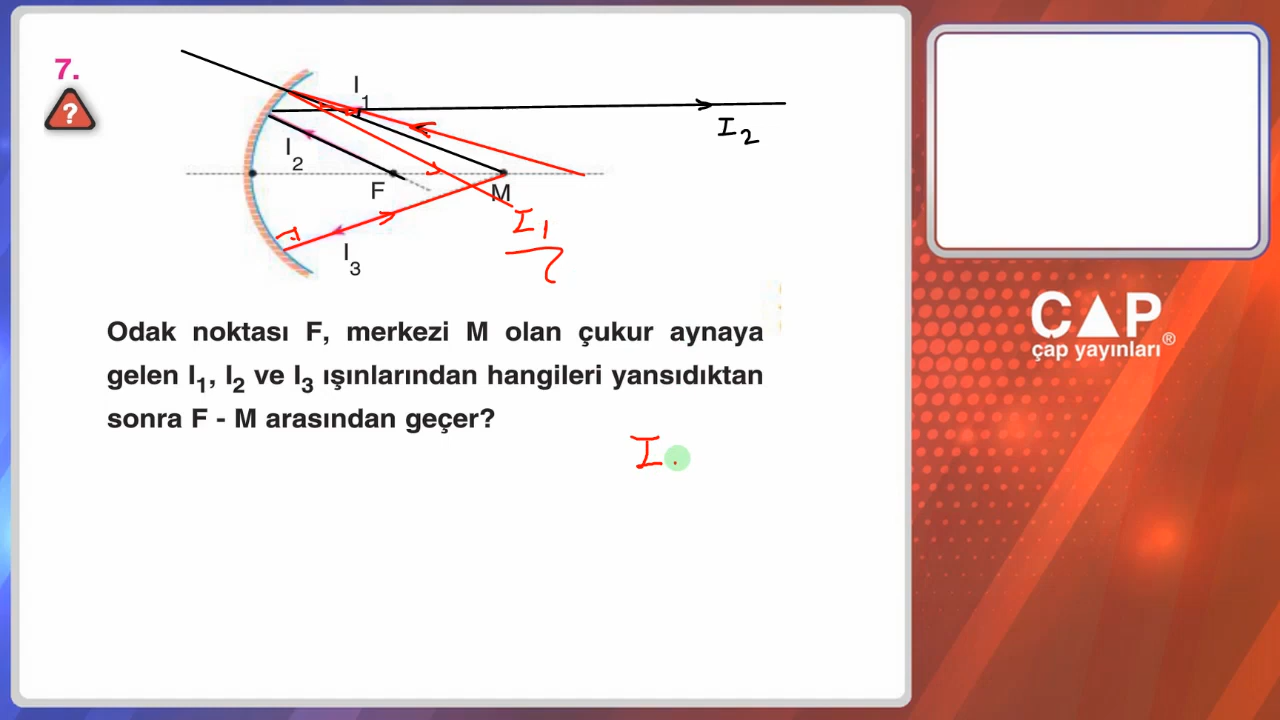 7.
?
I1
I2
I2
F
M
I1
I3
Odak noktası F, merkezi M olan çukur aynaya
gelen I1, I2 ve I3 ışınlarından hangileri yansıdıktan
sonra F - M arasından geçer?
I.
ÇAP
çap yayınları®